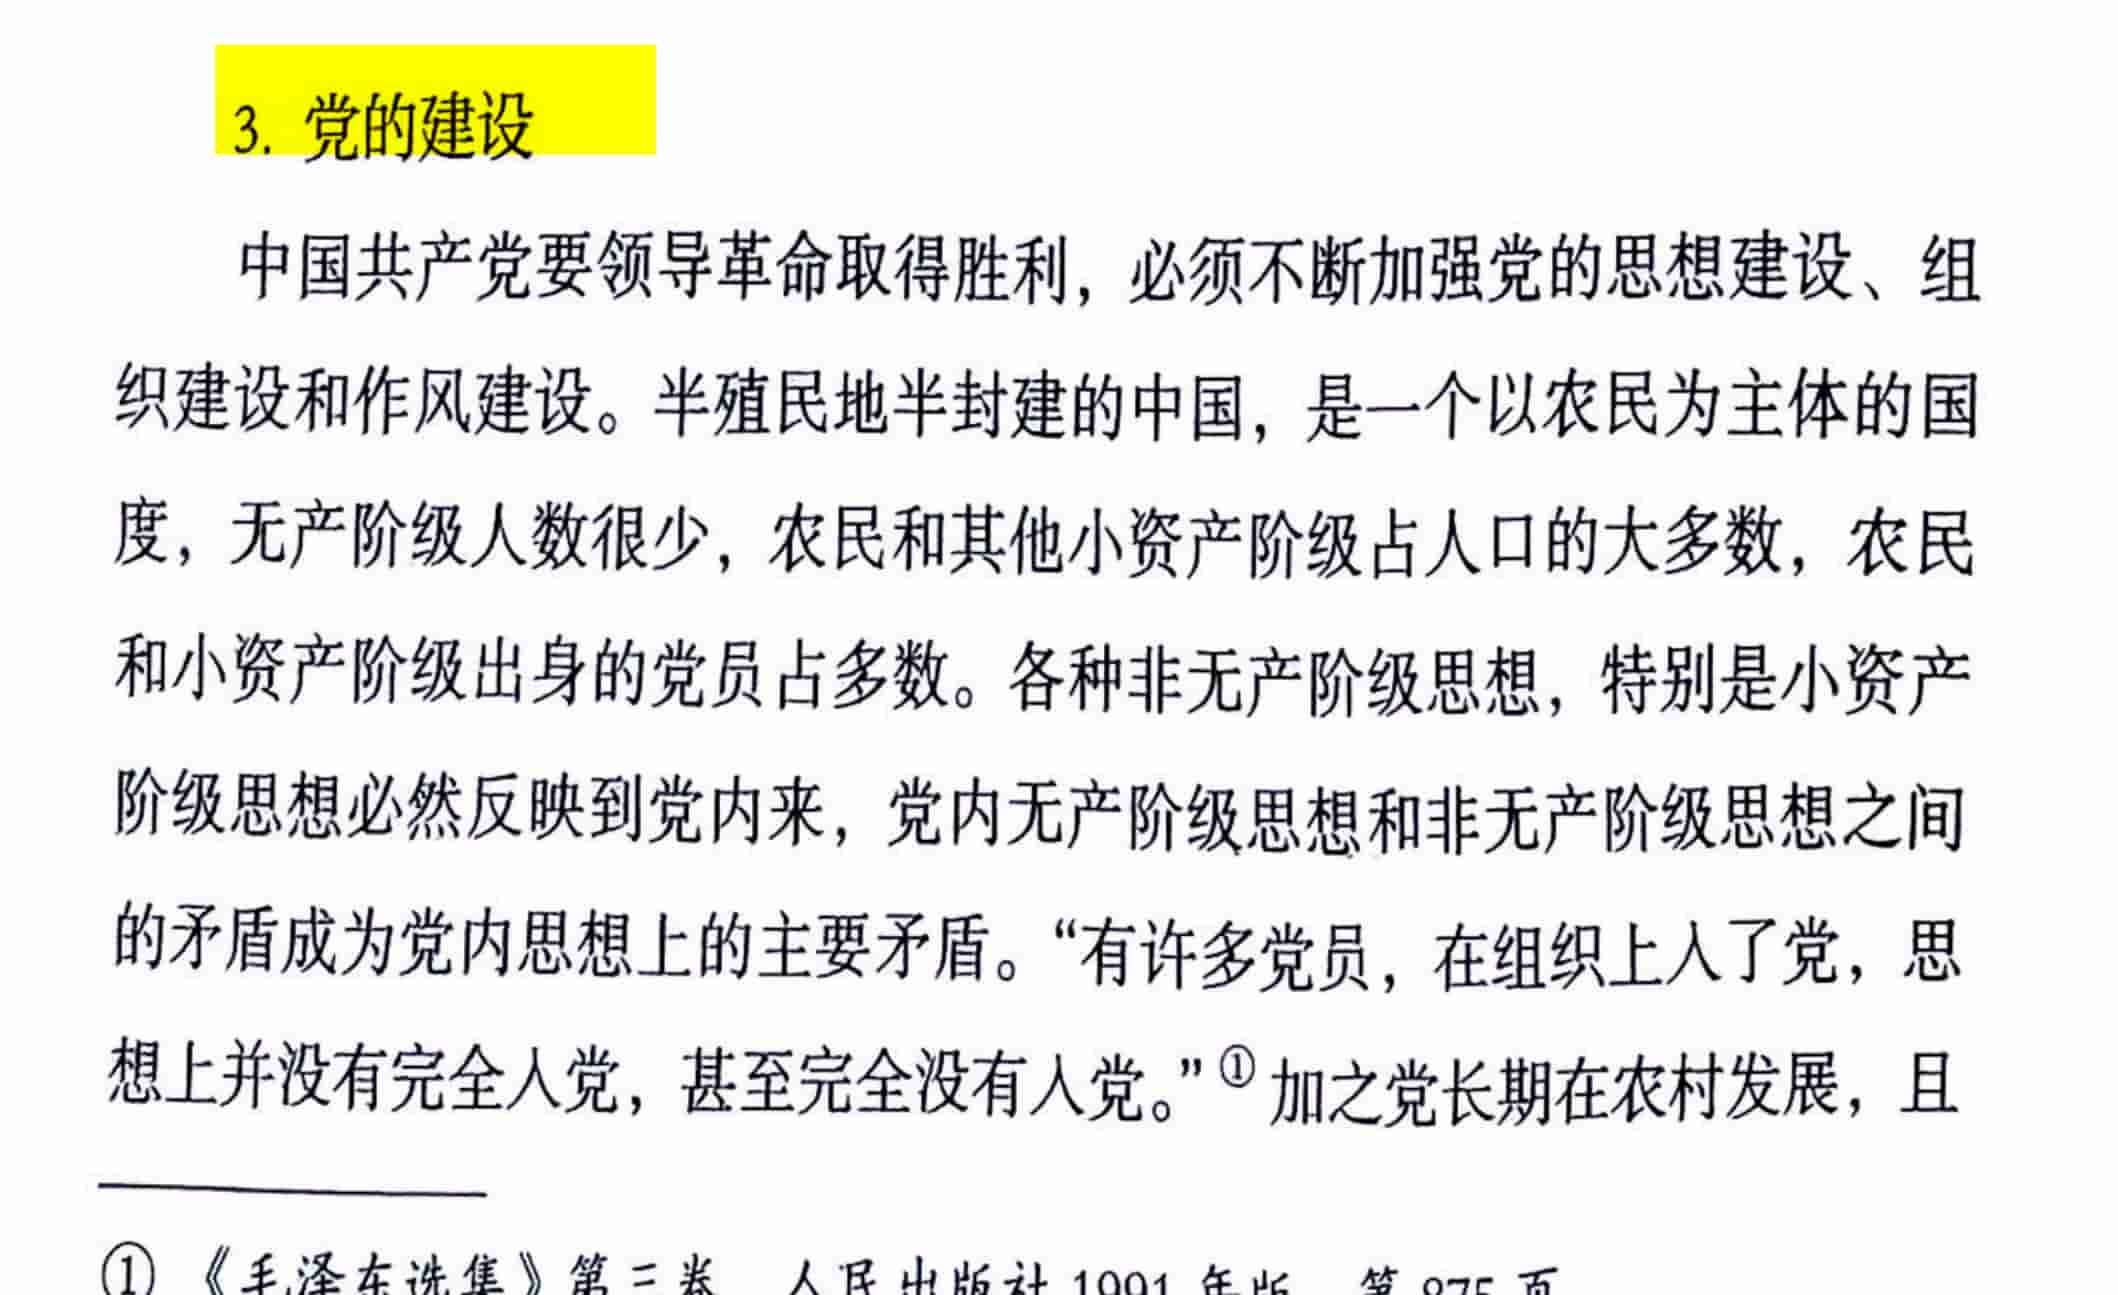 3. 党的建设
中国共产党要领导革命取得胜利，必须不断加强党的思想建设、组
织建设和作风建设。半殖民地半封建的中国，是一个以农民为主体的国
度，无产阶级人数很少，农民和其他小资产阶级占人口的大多数，农民
和小资产阶级出身的党员占多数。各种非无产阶级思想，特别是小资产
阶级思想必然反映到党内来，党内无产阶级思想和非无产阶级思想之间
的矛盾成为党内思想上的主要矛盾。“有许多党员，在组织上入了党，思
想上并没有完全入党，甚至完全没有入党。”① 加之党长期在农村发展，且
① 《毛泽东选集》第三卷，人民出版社 1991 年版，第 875 页